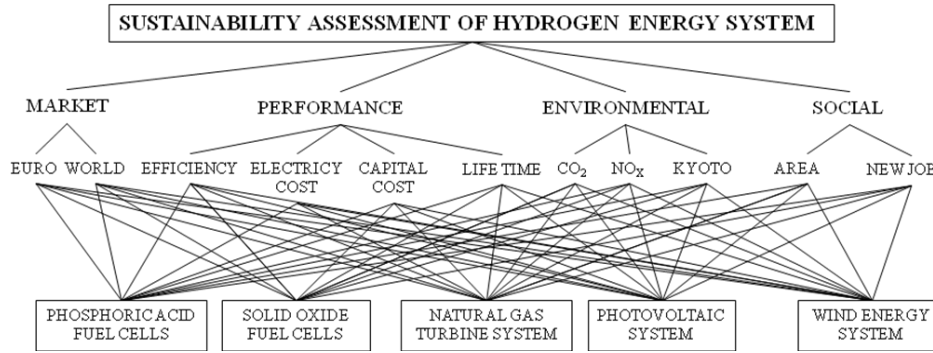 SUSTAINABILITY ASSESSMENT OF HYDROGEN ENERGY SYSTEM
MARKET PERFORMANCE ENVIRONMENTAL SOCIAL
EURO WORLD EFFICIENCY ELECTRICY COST CAPITAL COST LIFE TIME CO₂ NOX KYOTO AREA NEW JOB
PHOSPHORIC ACID
FUEL CELLS
SOLID OXIDE
FUEL CELLS
NATURAL GAS
TURBINE SYSTEM
PHOTOVOLTAIC
SYSTEM
WIND ENERGY
SYSTEM